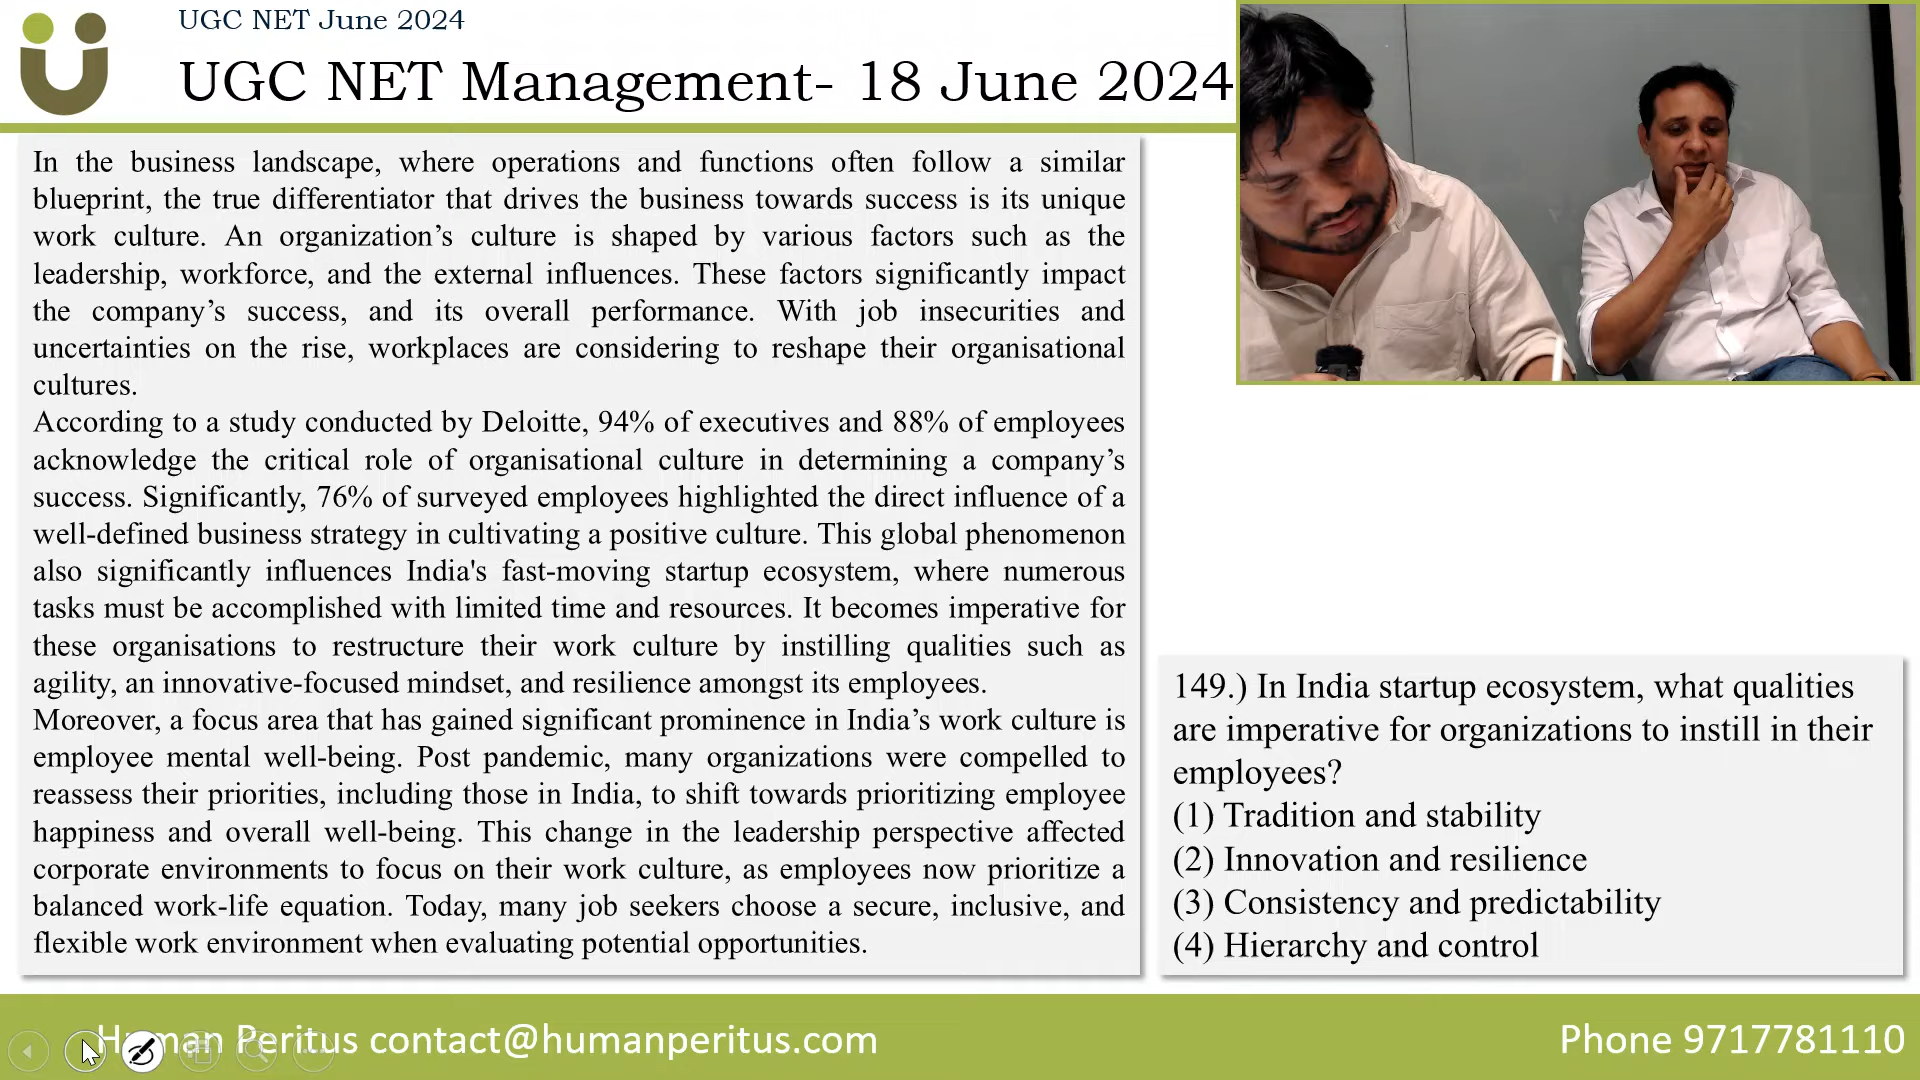 UGC NET June 2024
UGC NET Management- 18 June 2024
In the business landscape, where operations and functions often follow a similar
blueprint, the true differentiator that drives the business towards success is its unique
work culture. An organization’s culture is shaped by various factors such as the
leadership, workforce, and the external influences. These factors significantly impact
the company’s success, and its overall performance. With job insecurities and
uncertainties on the rise, workplaces are considering to reshape their organisational
cultures.
According to a study conducted by Deloitte, 94% of executives and 88% of employees
acknowledge the critical role of organisational culture in determining a company’s
success. Significantly, 76% of surveyed employees highlighted the direct influence of a
well-defined business strategy in cultivating a positive culture. This global phenomenon
also significantly influences India's fast-moving startup ecosystem, where numerous
tasks must be accomplished with limited time and resources. It becomes imperative for
these organisations to restructure their work culture by instilling qualities such as
agility, an innovative-focused mindset, and resilience amongst its employees.
Moreover, a focus area that has gained significant prominence in India’s work culture is
employee mental well-being. Post pandemic, many organizations were compelled to
reassess their priorities, including those in India, to shift towards prioritizing employee
happiness and overall well-being. This change in the leadership perspective affected
corporate environments to focus on their work culture, as employees now prioritize a
balanced work-life equation. Today, many job seekers choose a secure, inclusive, and
flexible work environment when evaluating potential opportunities.
149.) In India startup ecosystem, what qualities
are imperative for organizations to instill in their
employees?
(1) Tradition and stability
(2) Innovation and resilience
(3) Consistency and predictability
(4) Hierarchy and control
Human Peritus contact@humanperitus.com
Phone 9717781110